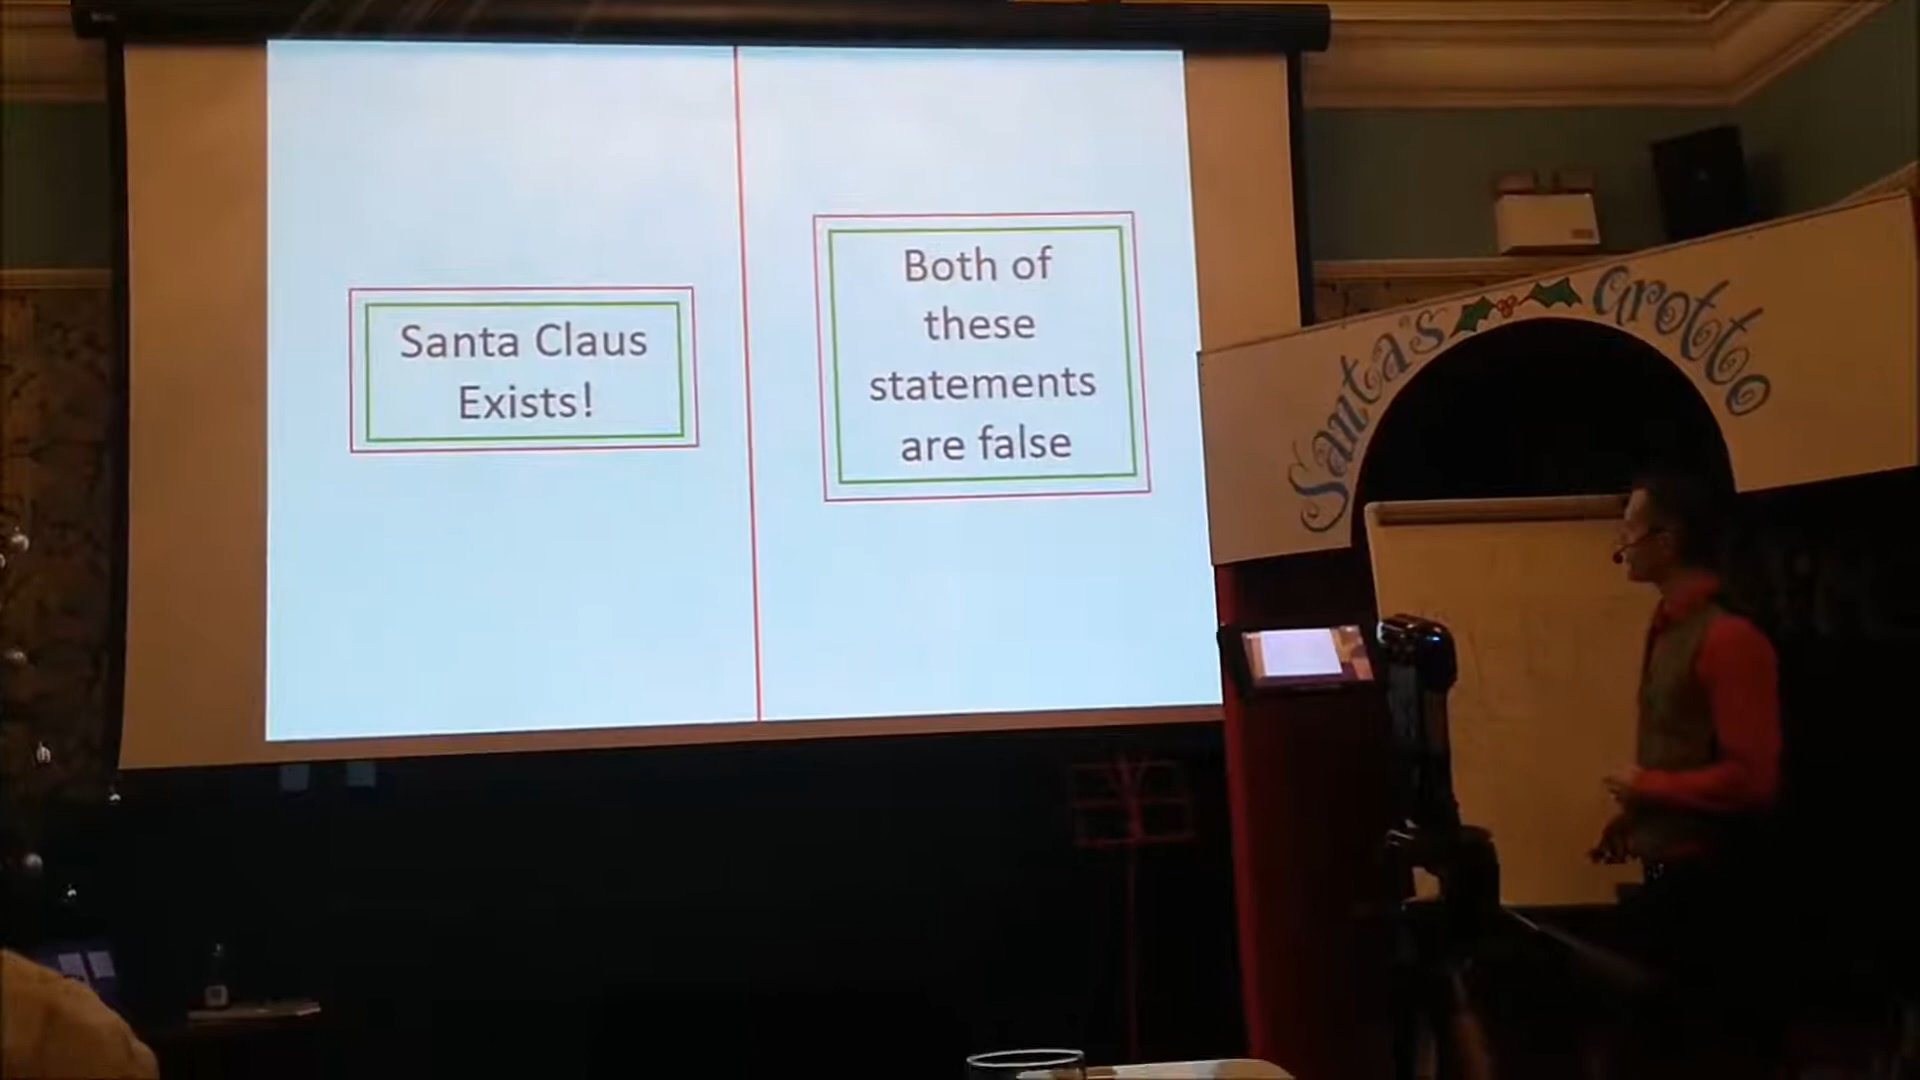 Santa Claus
Exists!
Both of
these
statements
are false
Santa's Grotto